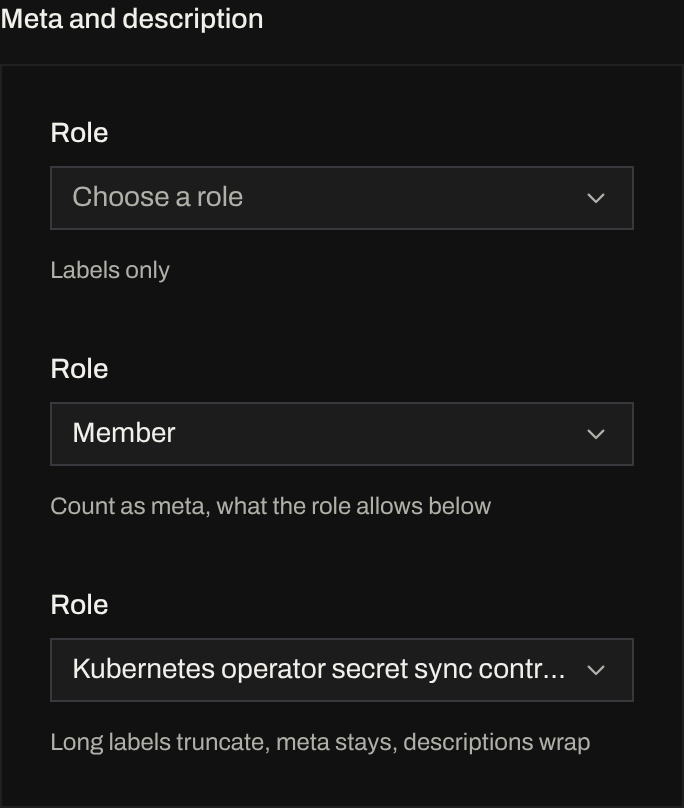 Meta and description
Role
Choose a role
Labels only
Role
Member
Count as meta, what the role allows below
Role
Kubernetes operator secret sync contr...
Long labels truncate, meta stays, descriptions wrap